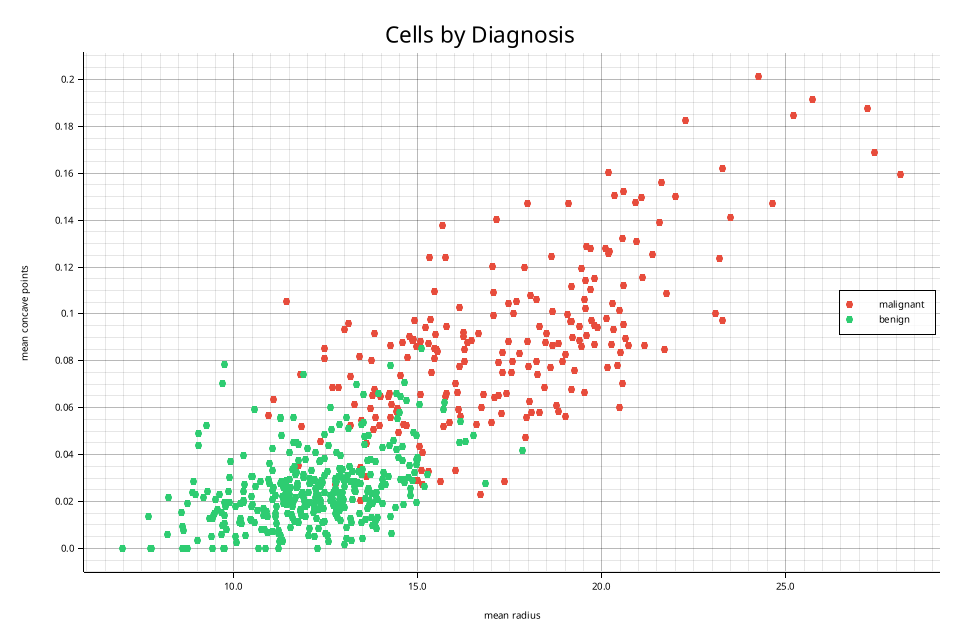 Cells by Diagnosis
0.2
0.18
0.16
0.14
0.12
0.1
0.08
0.06
0.04
0.02
0.0
mean concave points
malignant
benign
10.0 15.0 20.0 25.0
mean radius